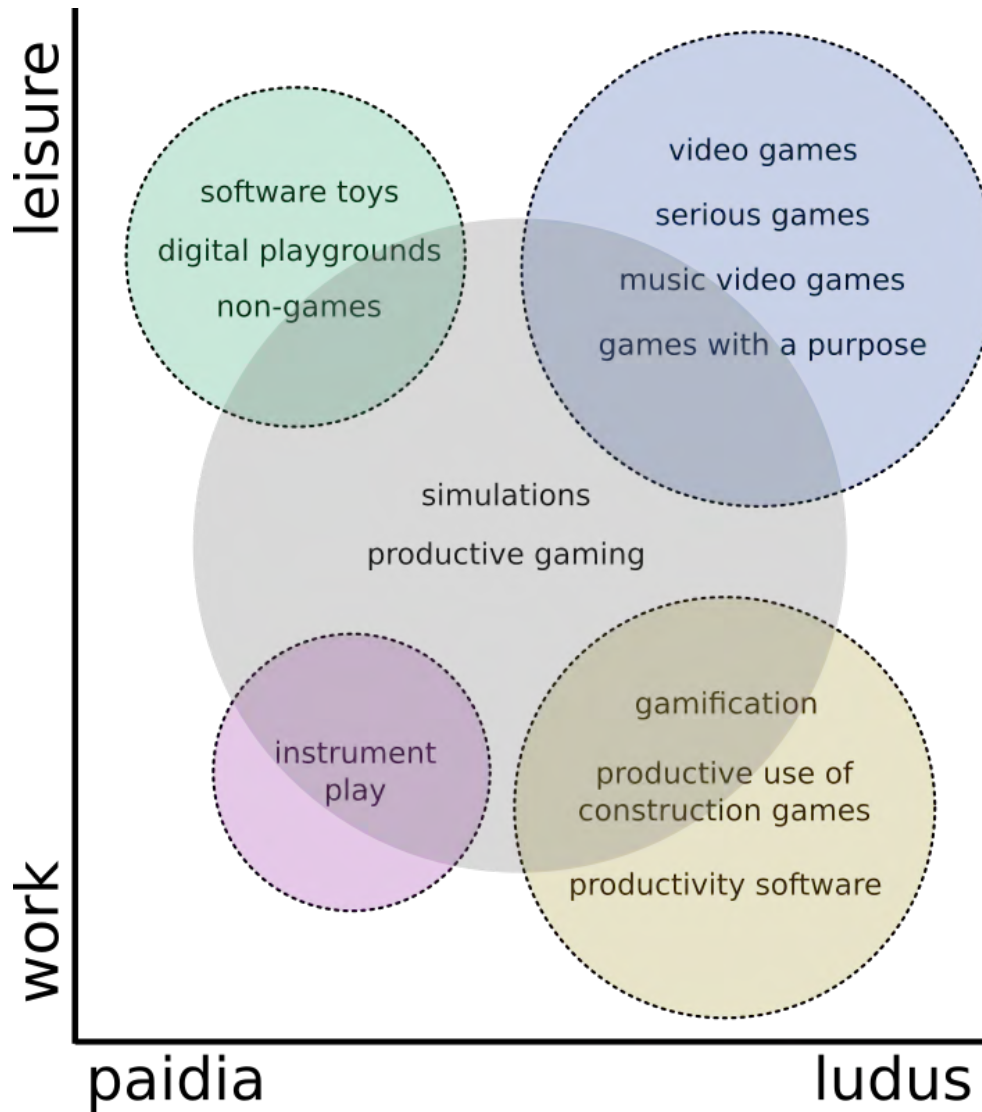 leisure
software toys
digital playgrounds
non-games
video games
serious games
music video games
games with a purpose
simulations
productive gaming
instrument
play
gamification
productive use of
construction games
productivity software
work
paidia
ludus